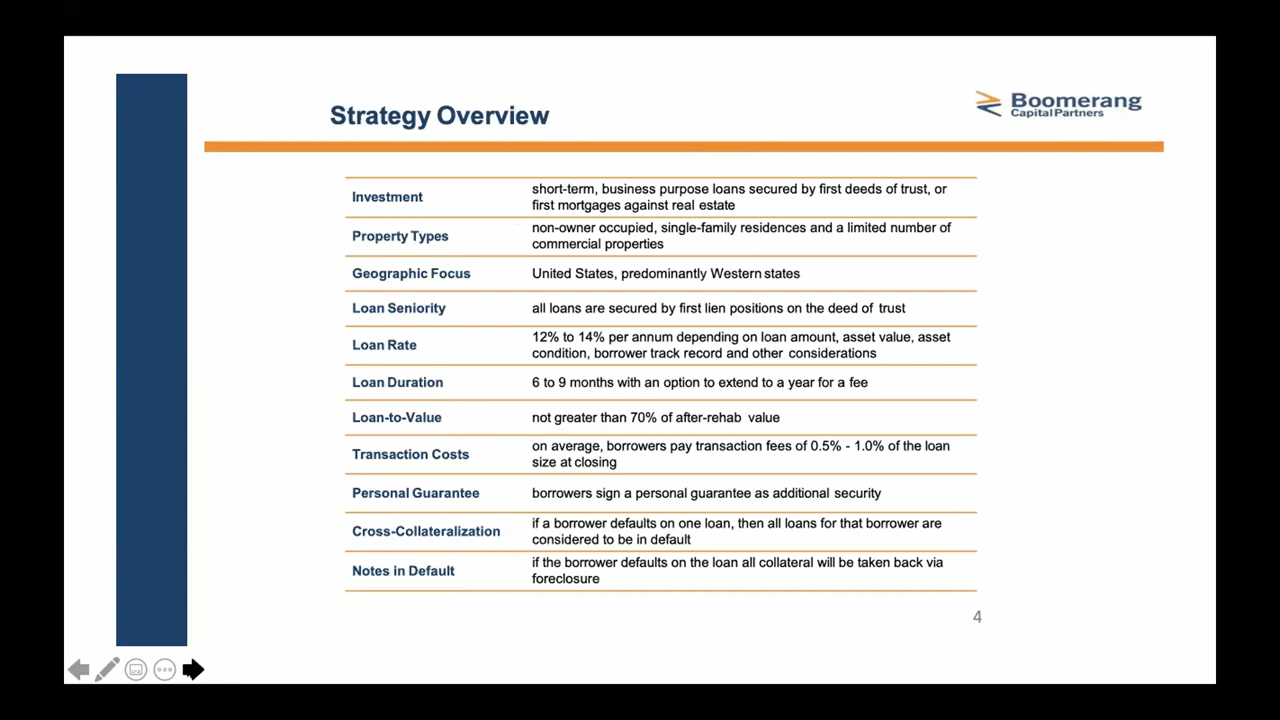 Strategy Overview
Boomerang
CapitalPartners
Investment
short-term, business purpose loans secured by first deeds of trust, or
first mortgages against real estate
Property Types
non-owner occupied, single-family residences and a limited number of
commercial properties
Geographic Focus
United States, predominantly Western states
Loan Seniority
all loans are secured by first lien positions on the deed of trust
Loan Rate
12% to 14% per annum depending on loan amount, asset value, asset
condition, borrower track record and other considerations
Loan Duration
6 to 9 months with an option to extend to a year for a fee
Loan-to-Value
not greater than 70% of after-rehab value
Transaction Costs
on average, borrowers pay transaction fees of 0.5% - 1.0% of the loan
size at closing
Personal Guarantee
borrowers sign a personal guarantee as additional security
Cross-Collateralization
if a borrower defaults on one loan, then all loans for that borrower are
considered to be in default
Notes in Default
if the borrower defaults on the loan all collateral will be taken back via
foreclosure
4